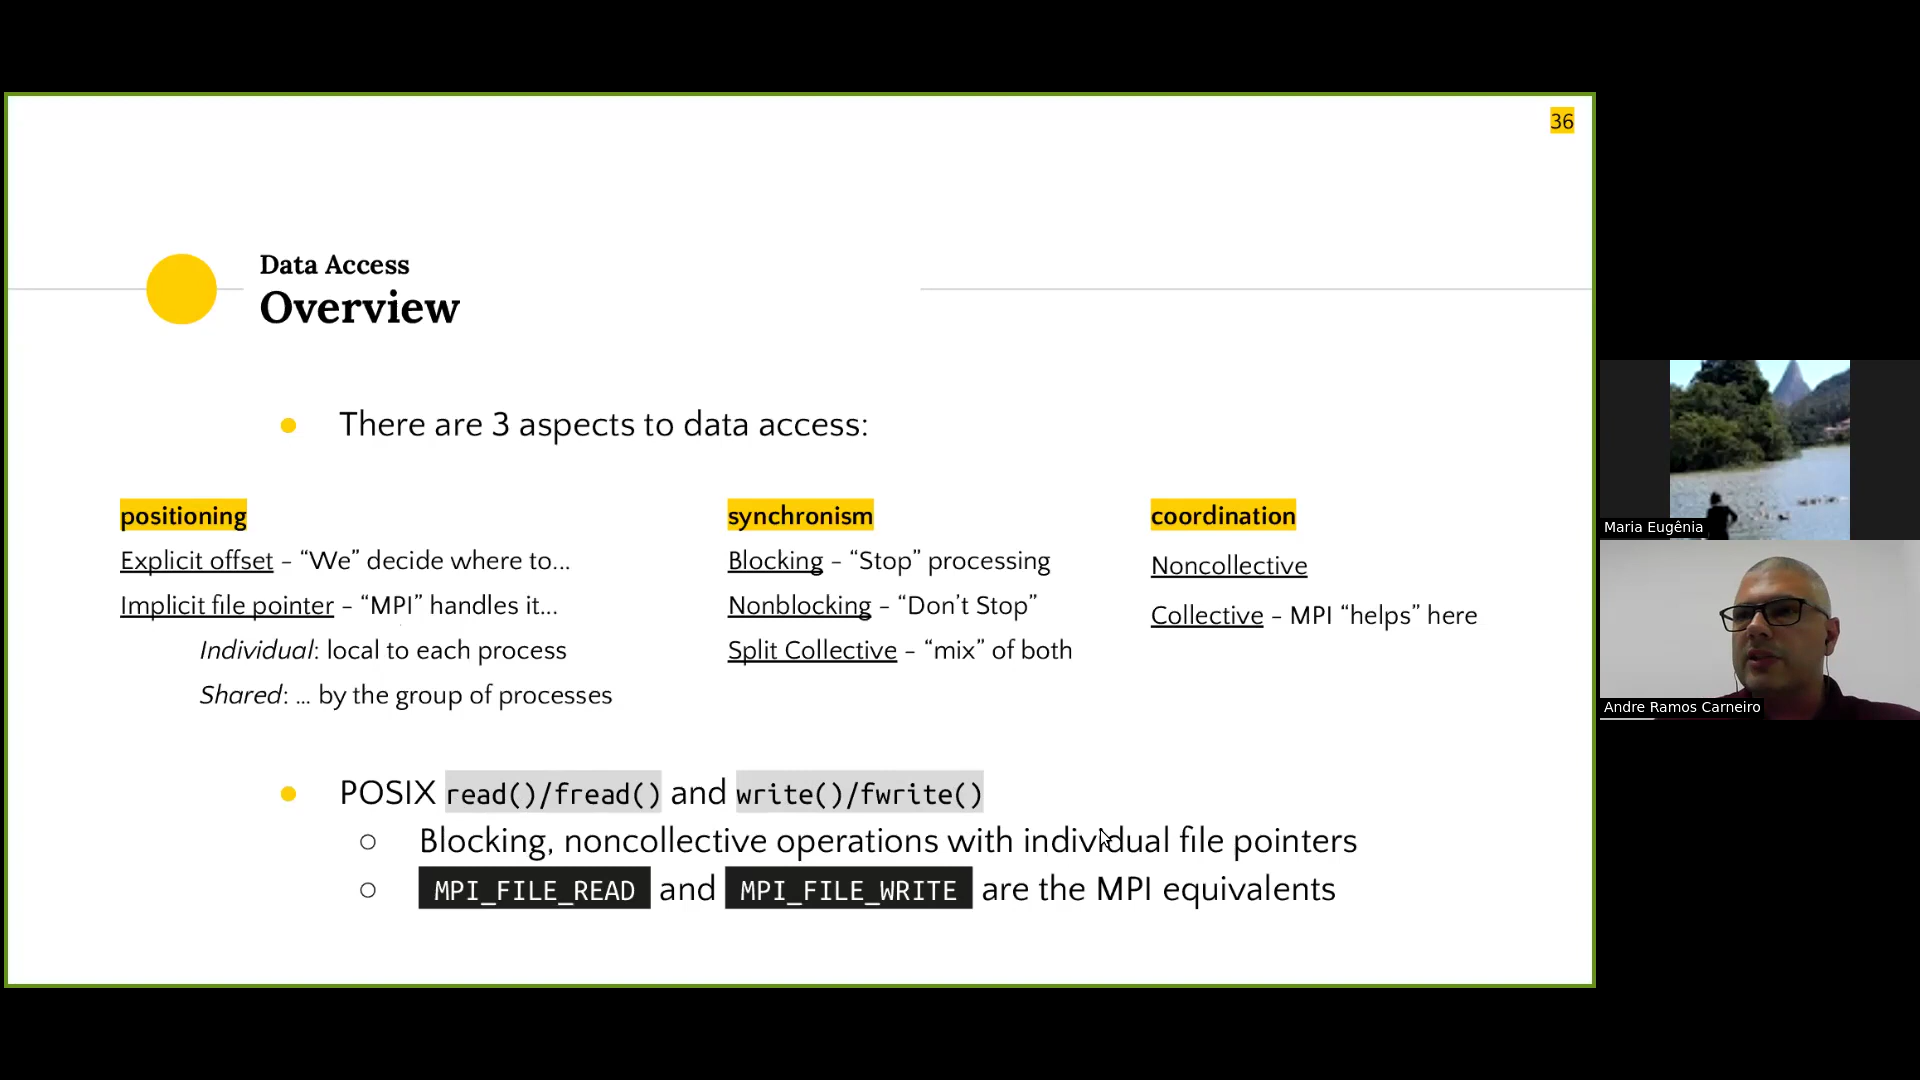 36
Data Access
Overview
● There are 3 aspects to data access:
positioning
Explicit offset – “We” decide where to...
Implicit file pointer – “MPI” handles it...
Individual: local to each process
Shared: ... by the group of processes
synchronism
Blocking – “Stop” processing
Nonblocking – “Don’t Stop”
Split Collective – “mix” of both
coordination
Noncollective
Collective – MPI “helps” here
● POSIX read()/fread() and write()/fwrite()
○ Blocking, noncollective operations with individual file pointers
○ MPI_FILE_READ and MPI_FILE_WRITE are the MPI equivalents
Maria Eugênia
Andre Ramos Carneiro